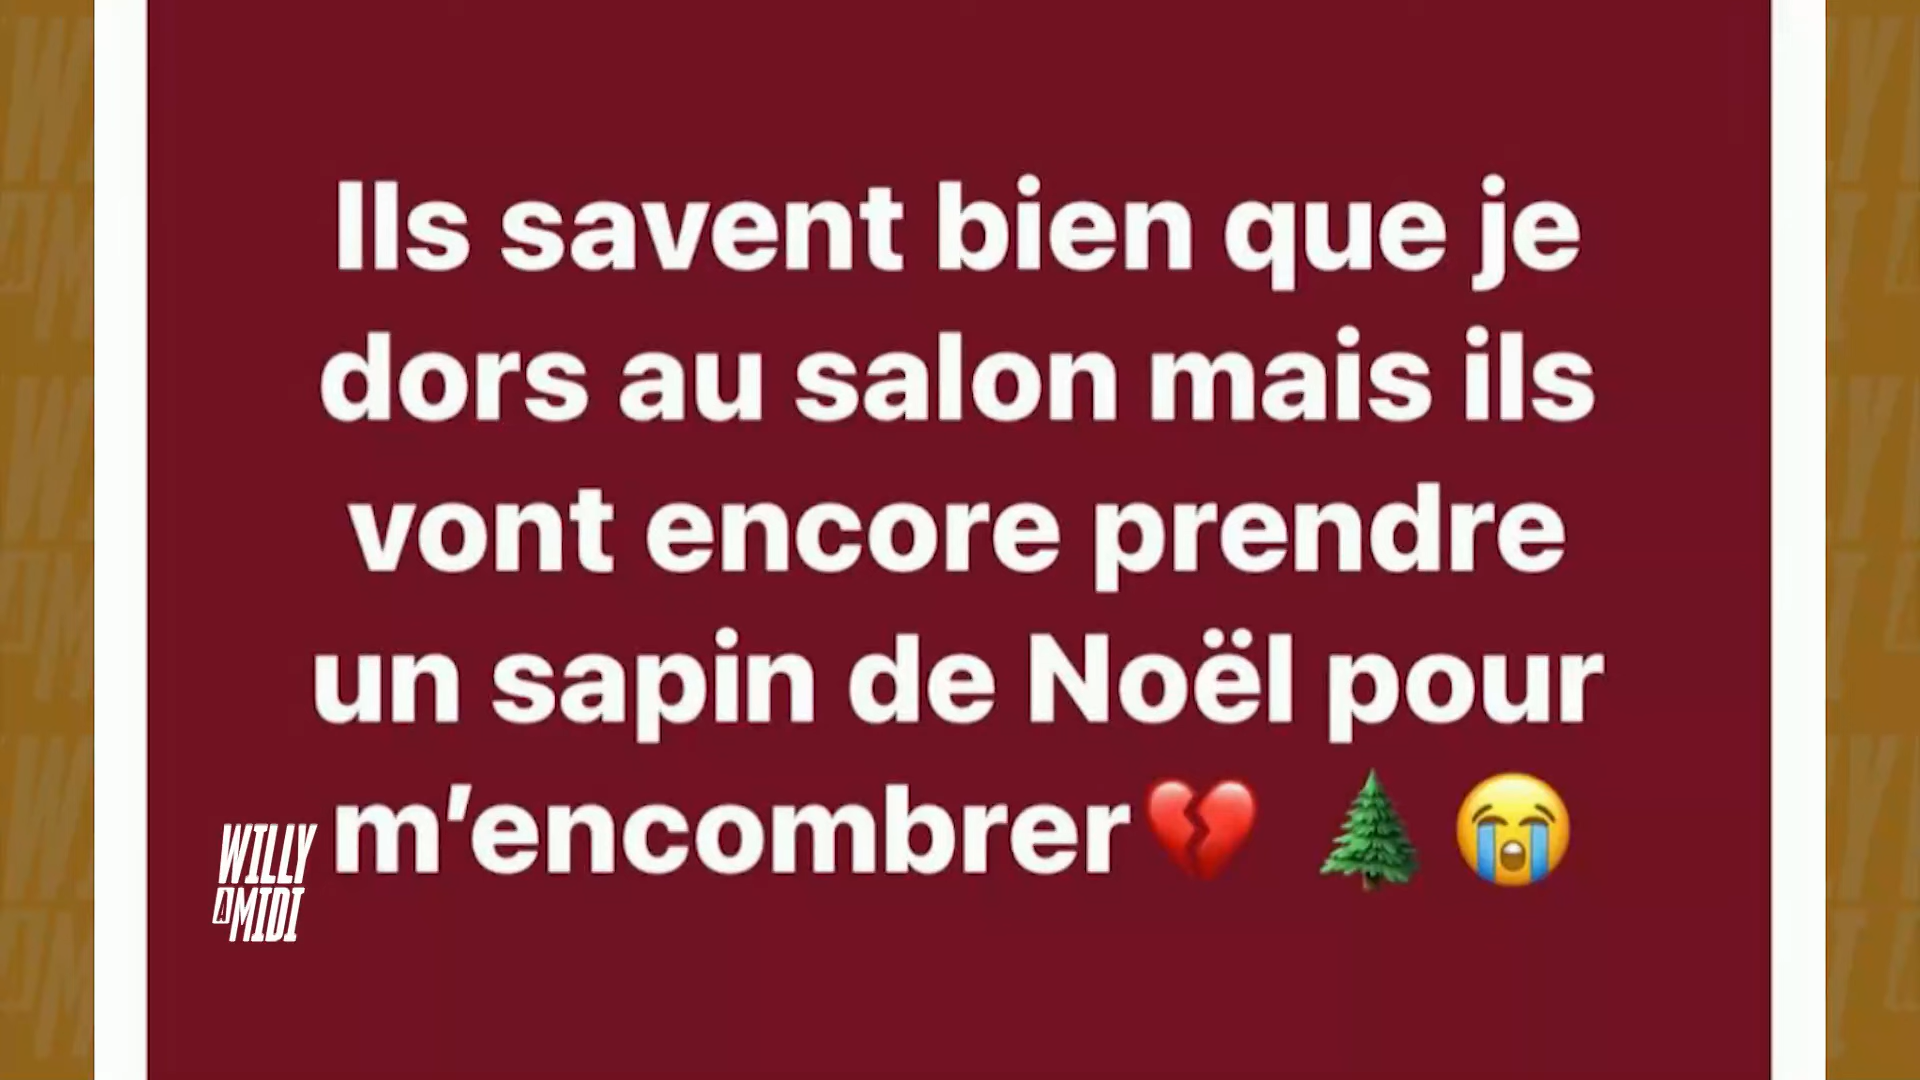 Ils savent bien que je
dors au salon mais ils
vont encore prendre
un sapin de Noël pour
m'encombrer💔 🌲 😭
WILLY
A MIDI